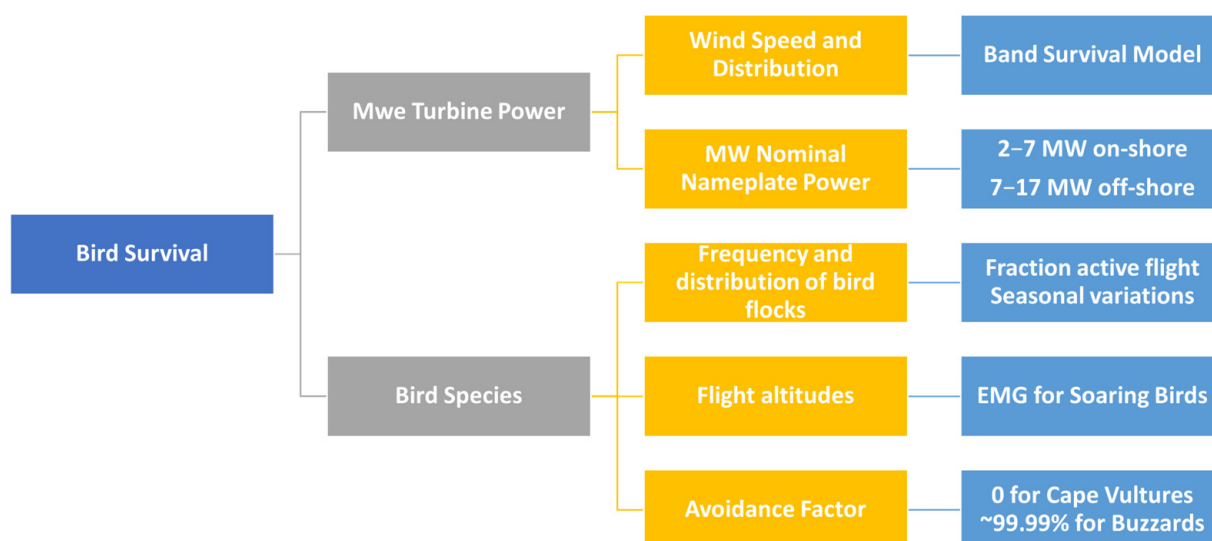 Bird Survival
Mwe Turbine Power
Wind Speed and
Distribution
Band Survival Model
MW Nominal
Nameplate Power
2–7 MW on-shore
7–17 MW off-shore
Bird Species
Frequency and
distribution of bird
flocks
Fraction active flight
Seasonal variations
Flight altitudes
EMG for Soaring Birds
Avoidance Factor
0 for Cape Vultures
~99.99% for Buzzards